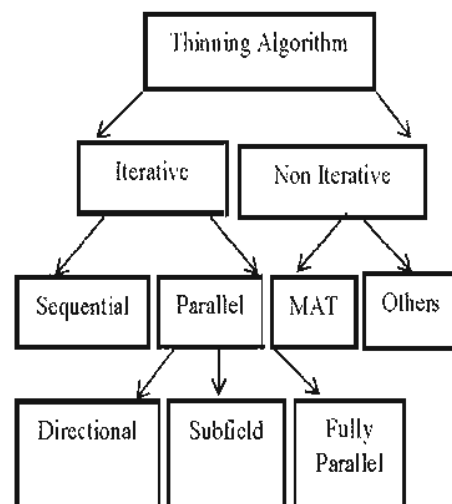 Thinning Algorithm
Iterative
Non Iterative
Sequential
Parallel
MAT
Others
Directional
Subfield
Fully
Parallel